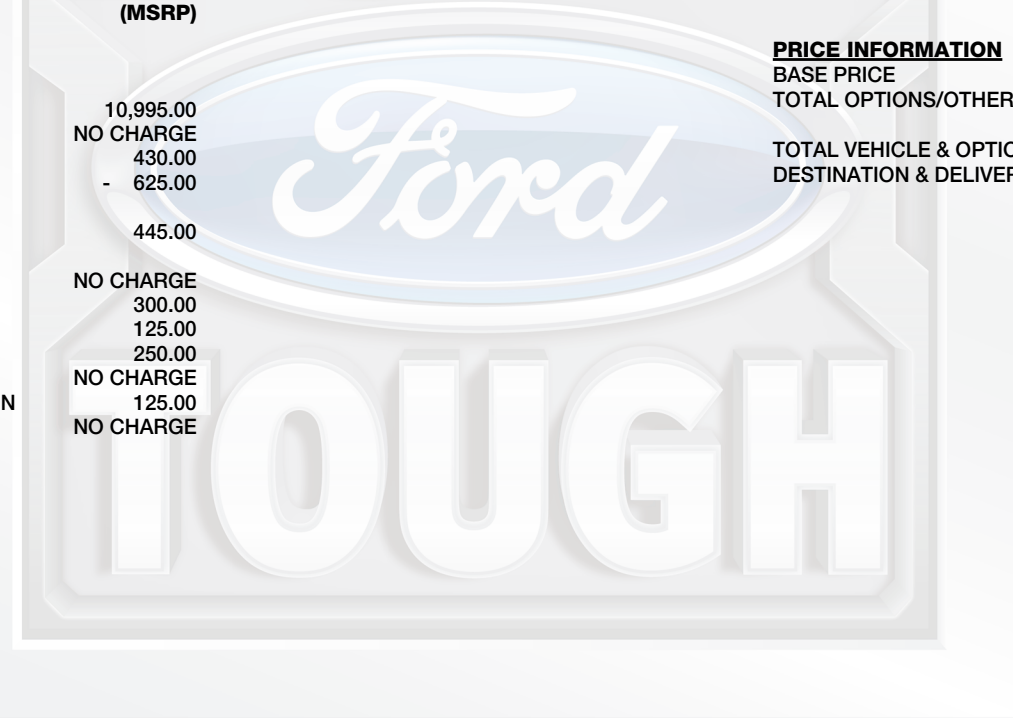 (MSRP)
10,995.00
NO CHARGE
430.00
- 625.00
445.00
NO CHARGE
300.00
125.00
250.00
NO CHARGE
N 125.00
NO CHARGE
PRICE INFORMATION
BASE PRICE
TOTAL OPTIONS/OTHER
TOTAL VEHICLE & OPTIO
DESTINATION & DELIVER
Ford
TOUGH